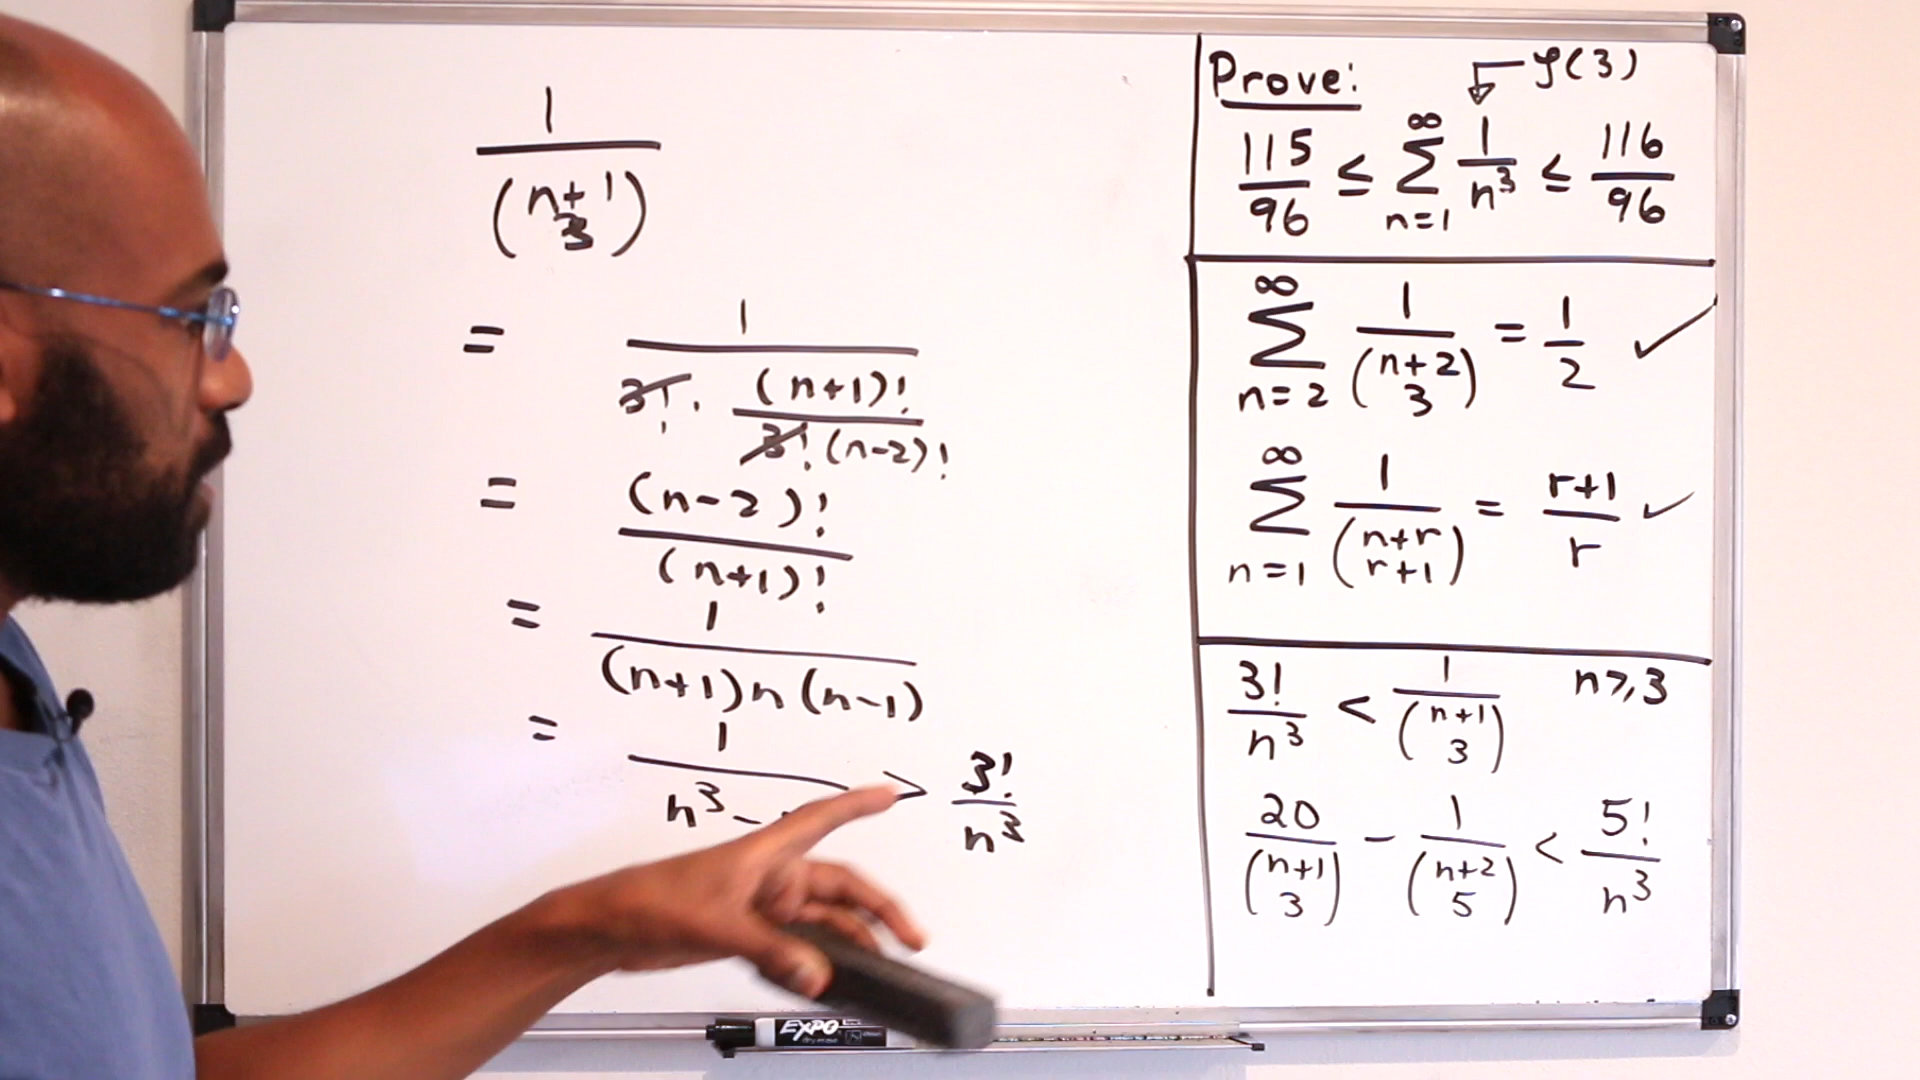 1
(n+1)
3
=
1
3! · (n+1)!
3! (n-2)!
= (n-2)!
(n+1)!
= 1
(n+1) n (n-1)
= 1
n³ -
> 3!
n
Prove: ζ(3)
115/96 ≤ ∞∑n=1 1/n³ ≤ 116/96
∞∑n=2 1/(n+2 3) = 1/2 ✓
∞∑n=1 1/(n+r r+1) = r+1/r ✓
3!/n³ < 1/(n+1 3) n≥3
20/(n+1 3) - 1/(n+2 5) < 5!/n³
EXPO